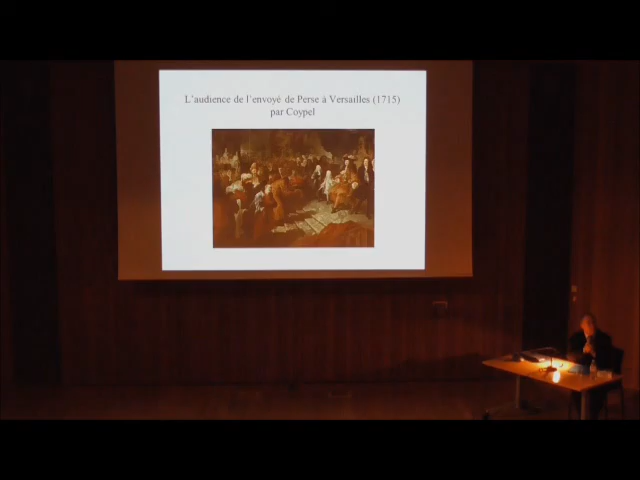 L'audience de l'envoyé de Perse à Versailles (1715)
par Coypel